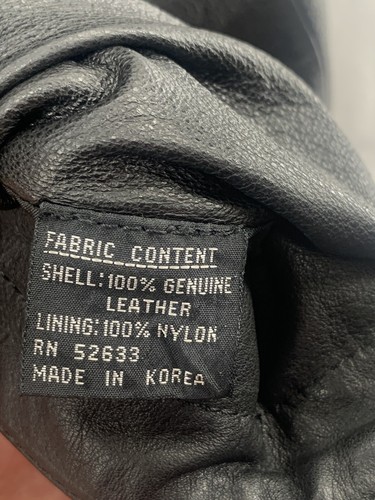 FABRIC CONTENT
SHELL: 100% GENUINE
LEATHER
LINING: 100% NYLON
RN 52633
MADE IN KOREA